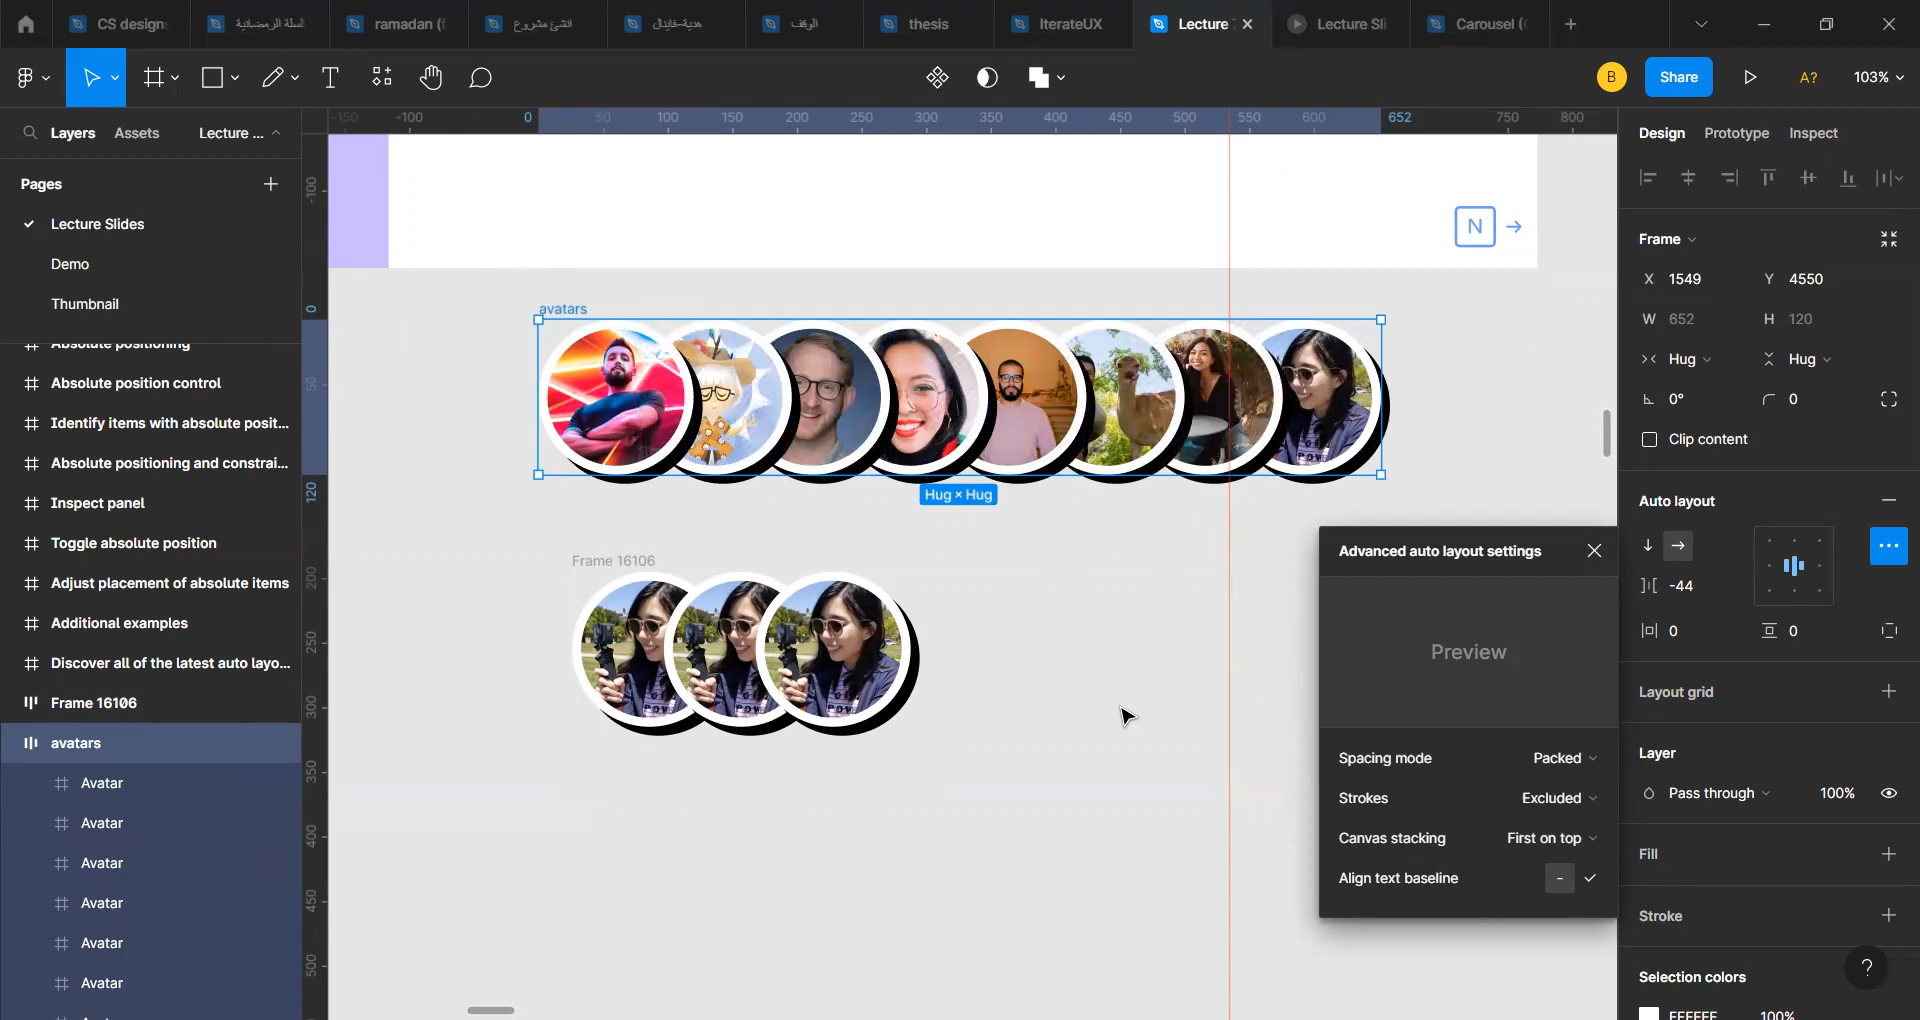 CS design
السلة الرمضانية
ramadan (f
انشئ مشروع
هدية-فاينال
الوقف
thesis
IterateUX
Lecture
Lecture Sli
Carousel (
B
Share
A?
103%
Layers
Assets
Lecture ...
Pages
Lecture Slides
Demo
Thumbnail
Absolute positioning
Absolute position control
Identify items with absolute posit...
Absolute positioning and constrai...
Inspect panel
Toggle absolute position
Adjust placement of absolute items
Additional examples
Discover all of the latest auto layo...
Frame 16106
avatars
Avatar
Avatar
Avatar
Avatar
Avatar
Avatar
-150 -100 0 50 100 150 200 250 300 350 400 450 500 550 600 652 750 800
-100
0
50
120
200
250
300
350
400
450
500
N
avatars
Hug × Hug
Frame 16106
Advanced auto layout settings
Preview
Spacing mode
Packed
Strokes
Excluded
Canvas stacking
First on top
Align text baseline
-
Design
Prototype
Inspect
Frame
X 1549
Y 4550
W 652
H 120
Hug
Hug
0°
0
Clip content
Auto layout
-44
0
0
Layout grid
Layer
Pass through
100%
Fill
Stroke
Selection colors
FFFFFF
100%
?